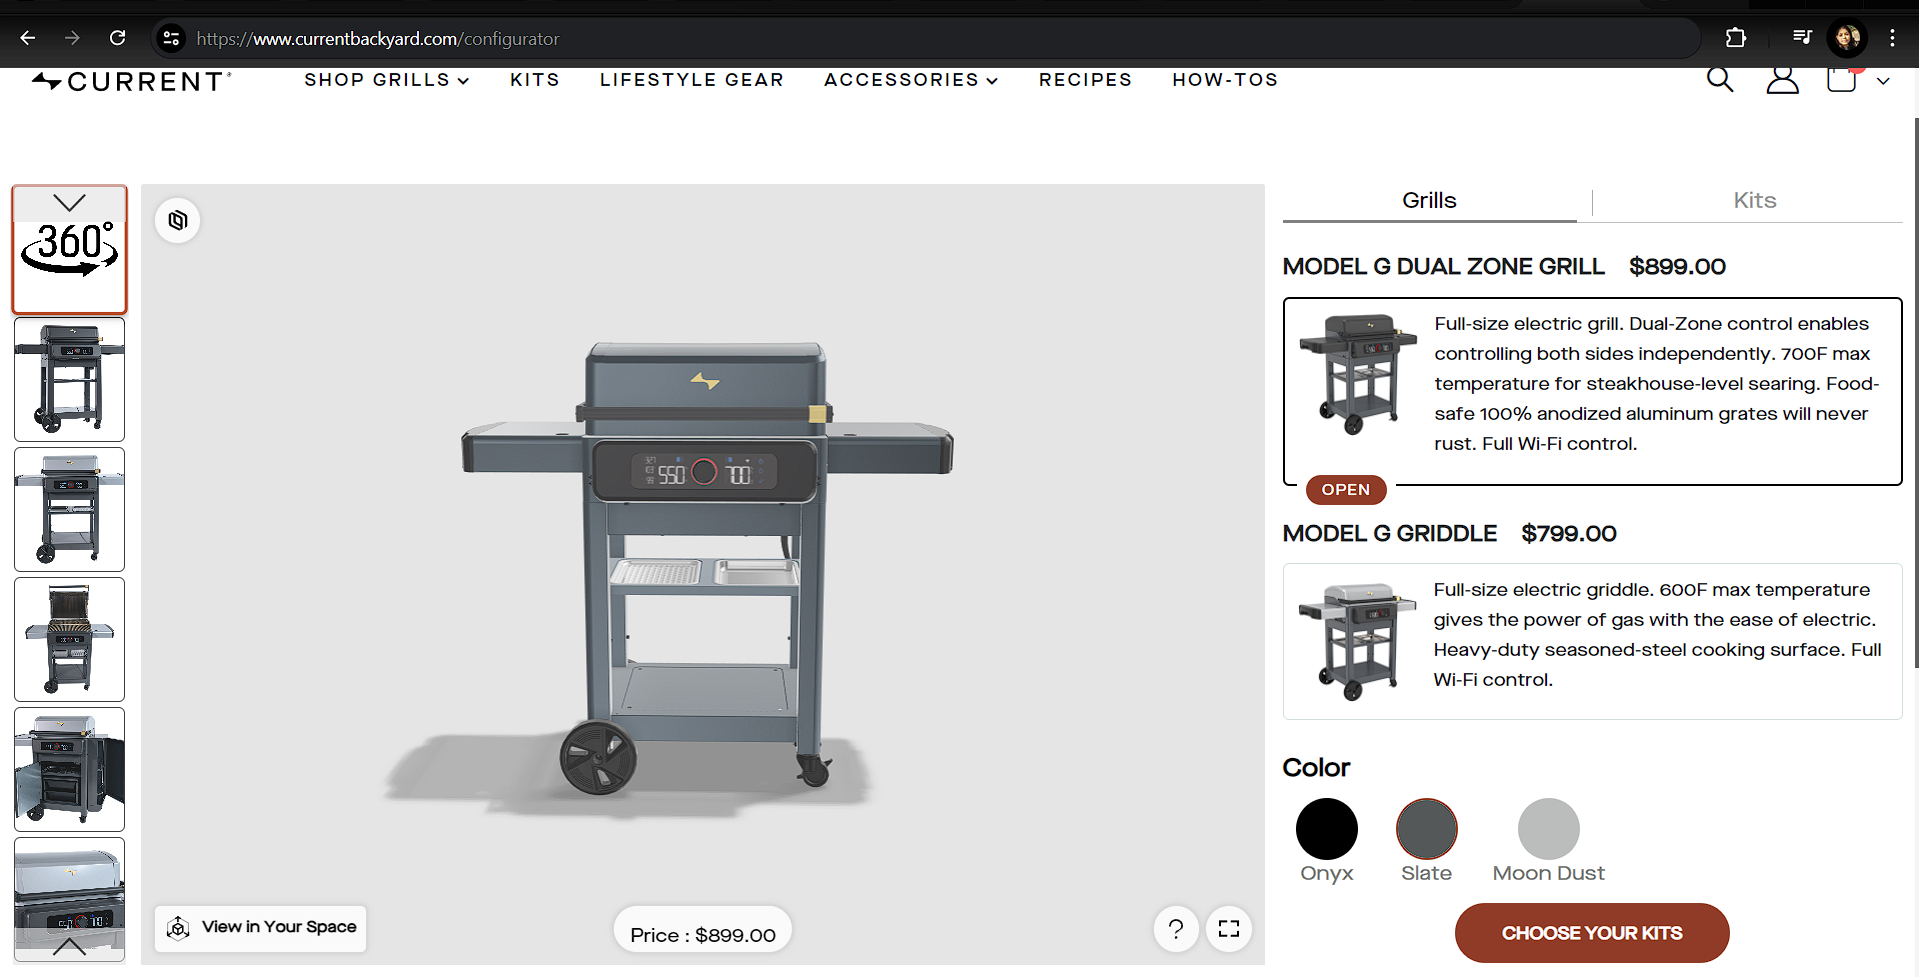 https://www.currentbackyard.com/configurator
CURRENT
SHOP GRILLS
KITS
LIFESTYLE GEAR
ACCESSORIES
RECIPES
HOW-TOS
360°
550
700
View in Your Space
Price : $899.00
?
Grills
Kits
MODEL G DUAL ZONE GRILL $899.00
Full-size electric grill. Dual-Zone control enables
controlling both sides independently. 700F max
temperature for steakhouse-level searing. Food-
safe 100% anodized aluminum grates will never
rust. Full Wi-Fi control.
OPEN
MODEL G GRIDDLE $799.00
Full-size electric griddle. 600F max temperature
gives the power of gas with the ease of electric.
Heavy-duty seasoned-steel cooking surface. Full
Wi-Fi control.
Color
Onyx
Slate
Moon Dust
CHOOSE YOUR KITS